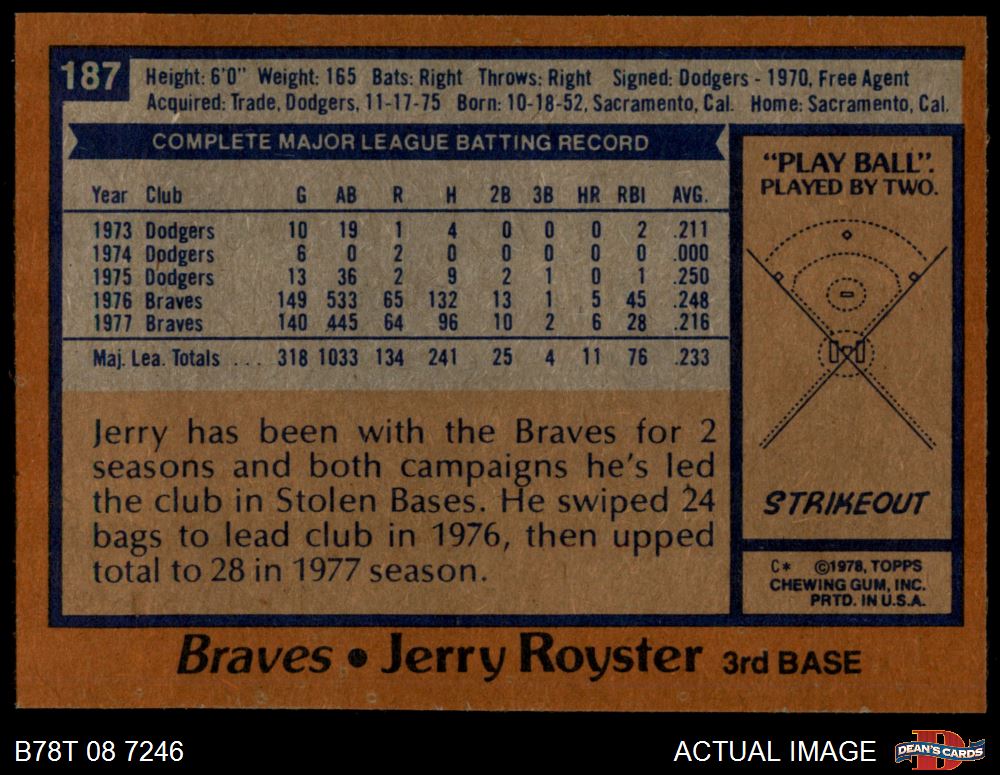 187
Height: 6'0" Weight: 165 Bats: Right Throws: Right Signed: Dodgers - 1970, Free Agent
Acquired: Trade, Dodgers, 11-17-75 Born: 10-18-52, Sacramento, Cal. Home: Sacramento, Cal.
COMPLETE MAJOR LEAGUE BATTING RECORD
Year Club G AB R H 2B 3B HR RBI AVG.
1973 Dodgers 10 19 1 4 0 0 0 2 .211
1974 Dodgers 6 0 2 0 0 0 0 0 .000
1975 Dodgers 13 36 2 9 2 1 0 1 .250
1976 Braves 149 533 65 132 13 1 5 45 .248
1977 Braves 140 445 64 96 10 2 6 28 .216
Maj. Lea. Totals ... 318 1033 134 241 25 4 11 76 .233
Jerry has been with the Braves for 2
seasons and both campaigns he's led
the club in Stolen Bases. He swiped 24
bags to lead club in 1976, then upped
total to 28 in 1977 season.
"PLAY BALL".
PLAYED BY TWO.
STRIKEOUT
C* ©1978, TOPPS
CHEWING GUM, INC.
PRTD. IN U.S.A.
Braves • Jerry Royster 3rd BASE
B78T 08 7246
ACTUAL IMAGE
D
DEAN'S CARDS